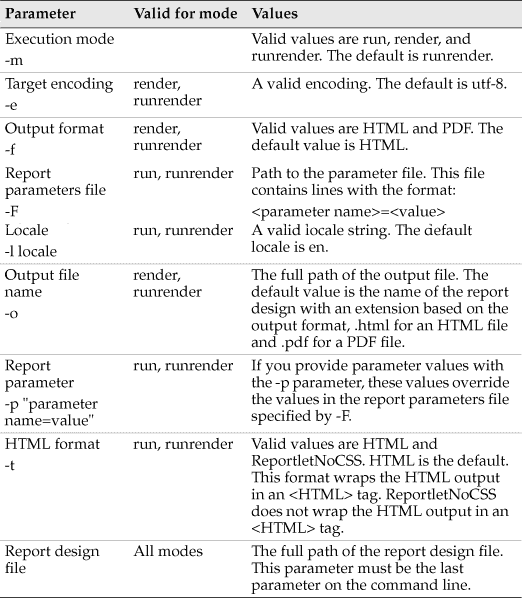 Parameter Valid for mode Values
Execution mode Valid values are run, render, and
-m runrender. The default is runrender.
Target encoding render, A valid encoding. The default is utf-8.
-e runrender
Output format render, Valid values are HTML and PDF. The
-f runrender default value is HTML.
Report run, runrender Path to the parameter file. This file
parameters file contains lines with the format:
-F <parameter name>=<value>
Locale run, runrender A valid locale string. The default
-l locale locale is en.
Output file render, The full path of the output file. The
name runrender default value is the name of the report
-o design with an extension based on the
output format, .html for an HTML file
and .pdf for a PDF file.
Report run, runrender If you provide parameter values with
parameter the -p parameter, these values override
-p "parameter the values in the report parameters file
name=value" specified by -F.
HTML format run, runrender Valid values are HTML and
-t ReportletNoCSS. HTML is the default.
This format wraps the HTML output
in an <HTML> tag. ReportletNoCSS
does not wrap the HTML output in an
<HTML> tag.
Report design All modes The full path of the report design file.
file This parameter must be the last
parameter on the command line.